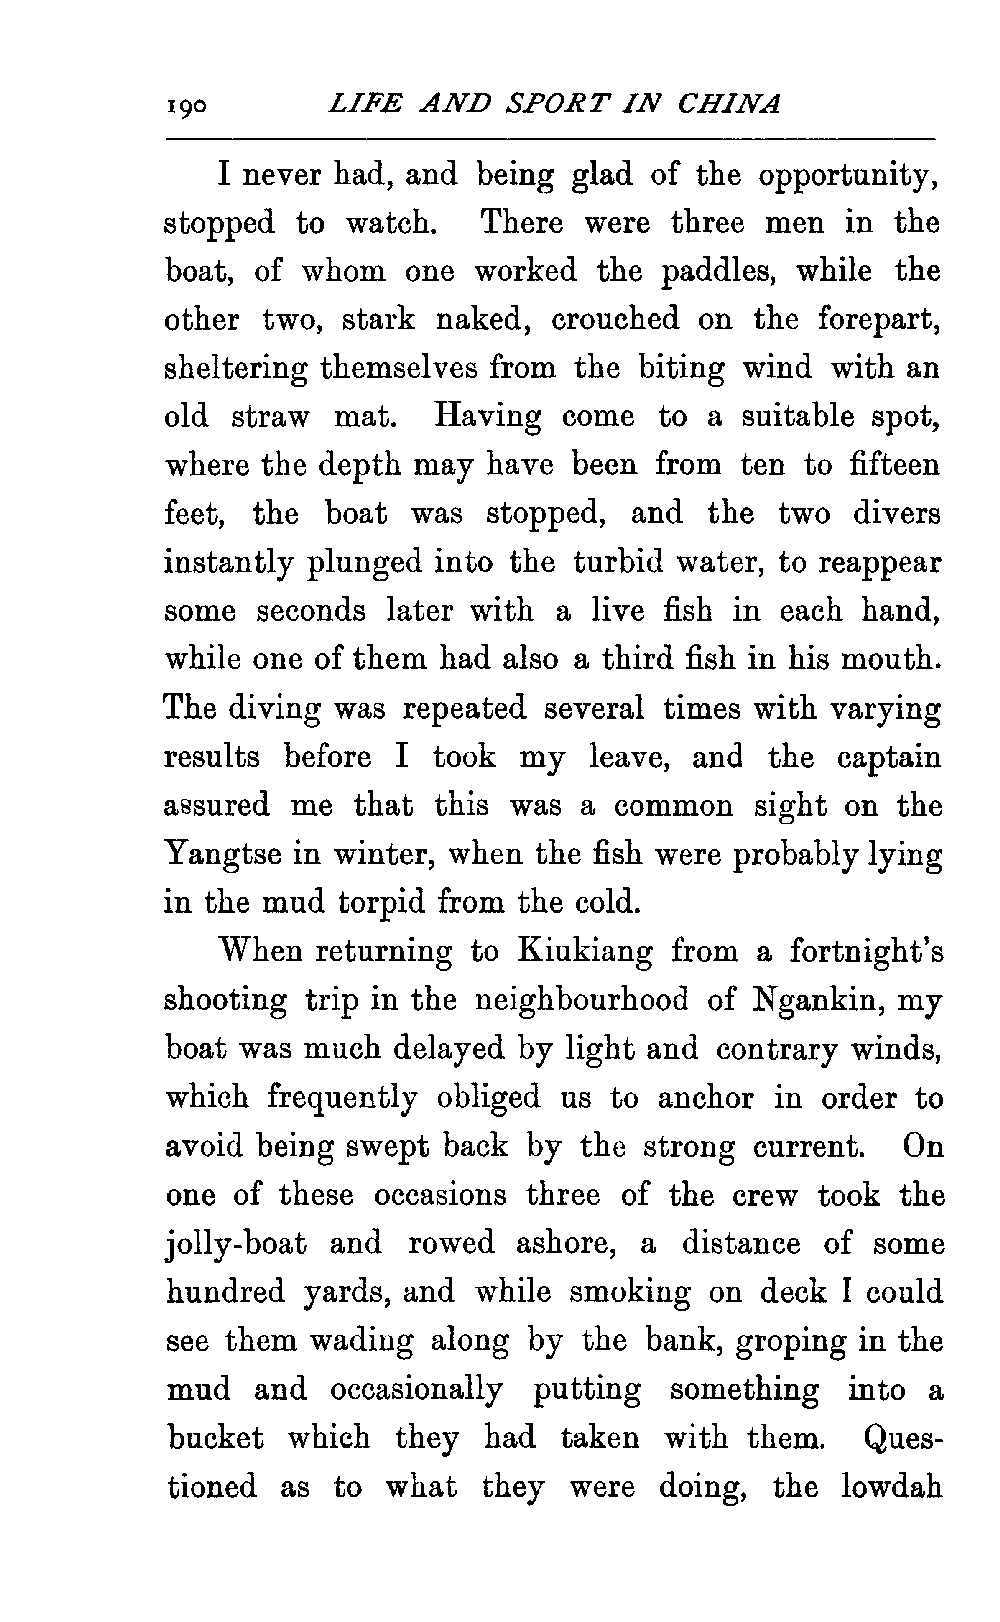 190 LIFE AND SPORT IN CHINA
I never had, and being glad of the opportunity,
stopped to watch. There were three men in the
boat, of whom one worked the paddles, while the
other two, stark naked, crouched on the forepart,
sheltering themselves from the biting wind with an
old straw mat. Having come to a suitable spot,
where the depth may have been from ten to fifteen
feet, the boat was stopped, and the two divers
instantly plunged into the turbid water, to reappear
some seconds later with a live fish in each hand,
while one of them had also a third fish in his mouth.
The diving was repeated several times with varying
results before I took my leave, and the captain
assured me that this was a common sight on the
Yangtse in winter, when the fish were probably lying
in the mud torpid from the cold.
When returning to Kiukiang from a fortnight's
shooting trip in the neighbourhood of Ngankin, my
boat was much delayed by light and contrary winds,
which frequently obliged us to anchor in order to
avoid being swept back by the strong current. On
one of these occasions three of the crew took the
jolly-boat and rowed ashore, a distance of some
hundred yards, and while smoking on deck I could
see them wading along by the bank, groping in the
mud and occasionally putting something into a
bucket which they had taken with them. Ques-
tioned as to what they were doing, the lowdah